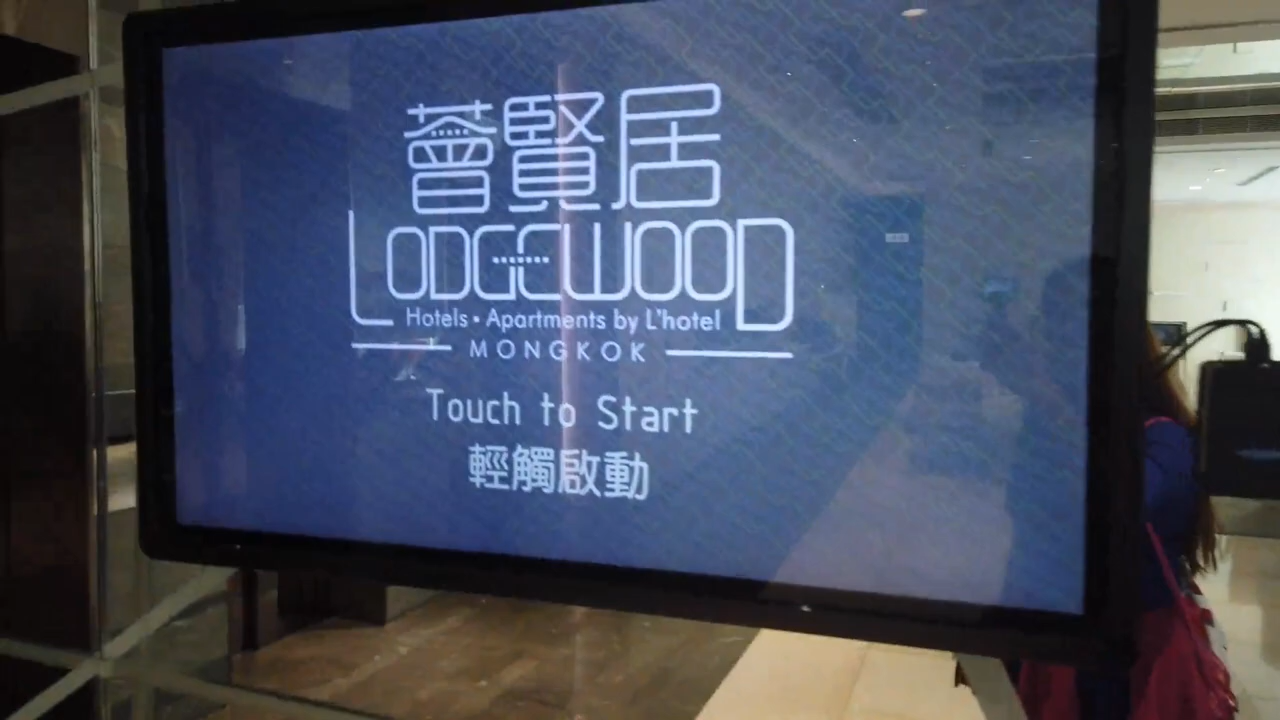 薈賢居
LODGEWOOD
Hotels • Apartments by L'hotel
MONGKOK
Touch to Start
輕觸啟動